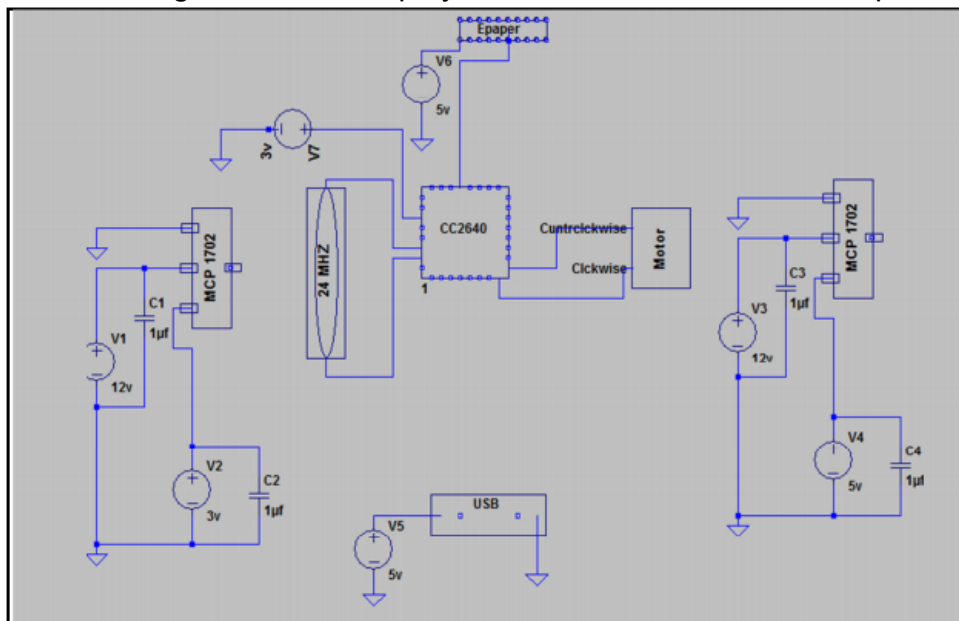 Epaper
V6
5v
3v
V7
CC2640
1
24 MHZ
Cuntrclckwise
Clckwise
Motor
MCP 1702
C1
1µf
V1
12v
V2
3v
C2
1µf
V5
5v
USB
MCP 1702
C3
1µf
V3
12v
V4
5v
C4
1µf